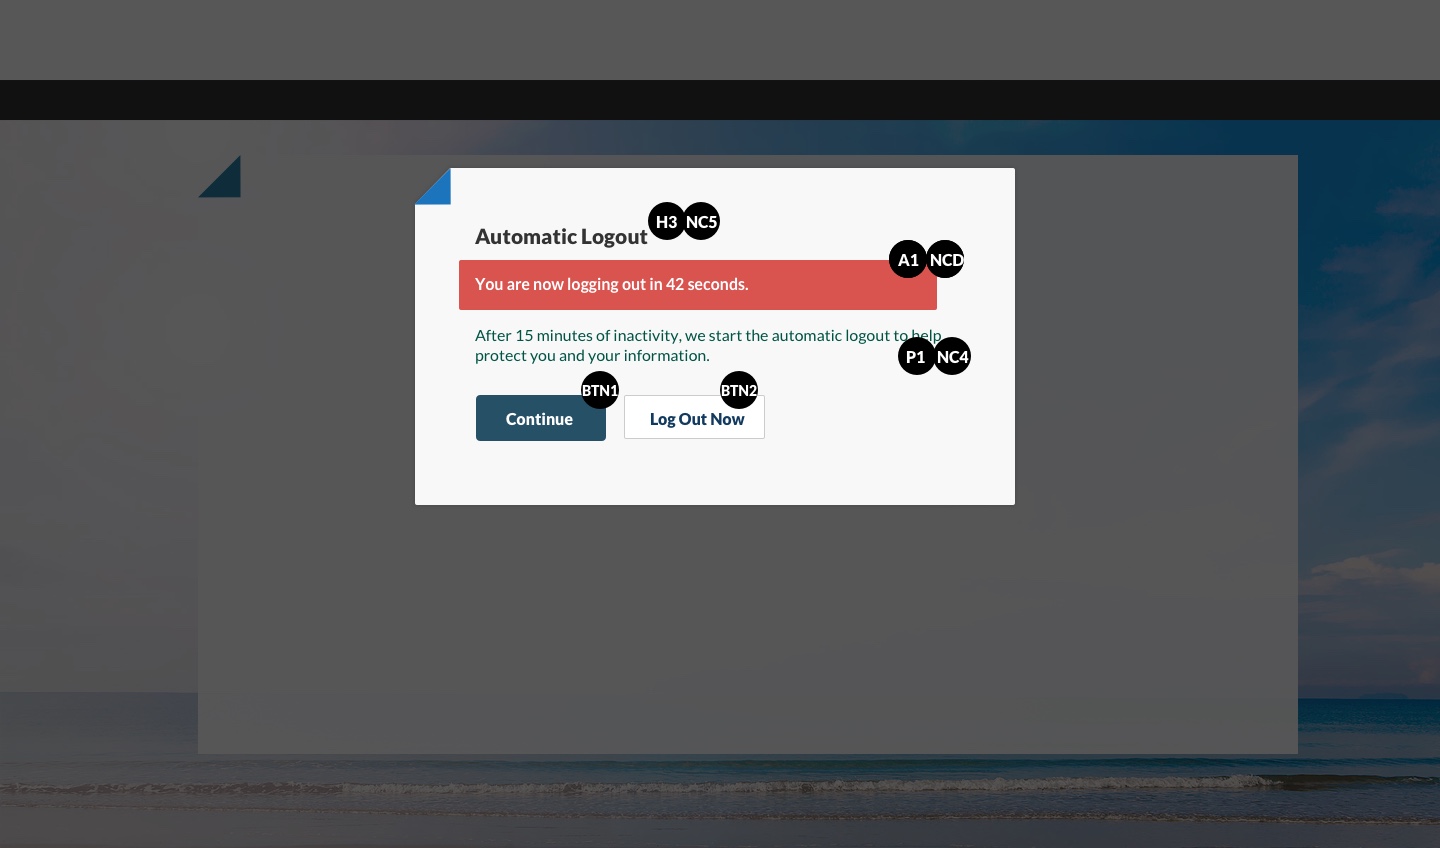 Automatic Logout
H3 NC5
A1 NCD
You are now logging out in 42 seconds.
After 15 minutes of inactivity, we start the automatic logout to help
protect you and your information.
P1 NC4
BTN1 BTN2
Continue Log Out Now